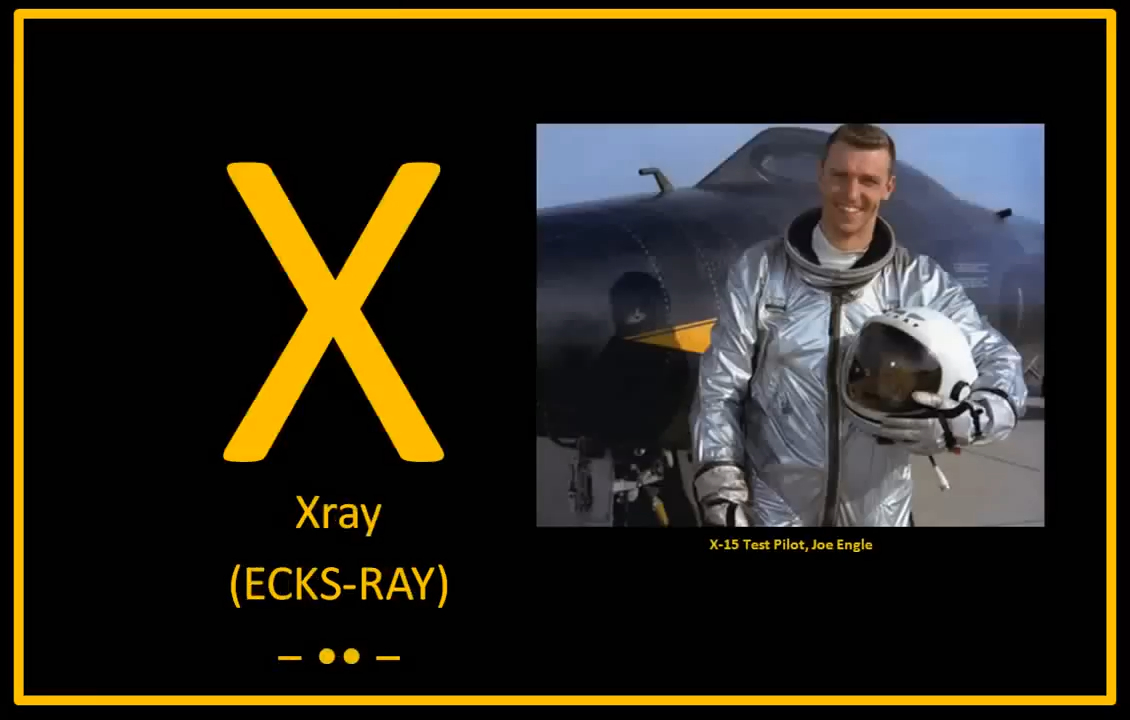 X
Xray
(ECKS-RAY)
— ●● —
X-15 Test Pilot, Joe Engle